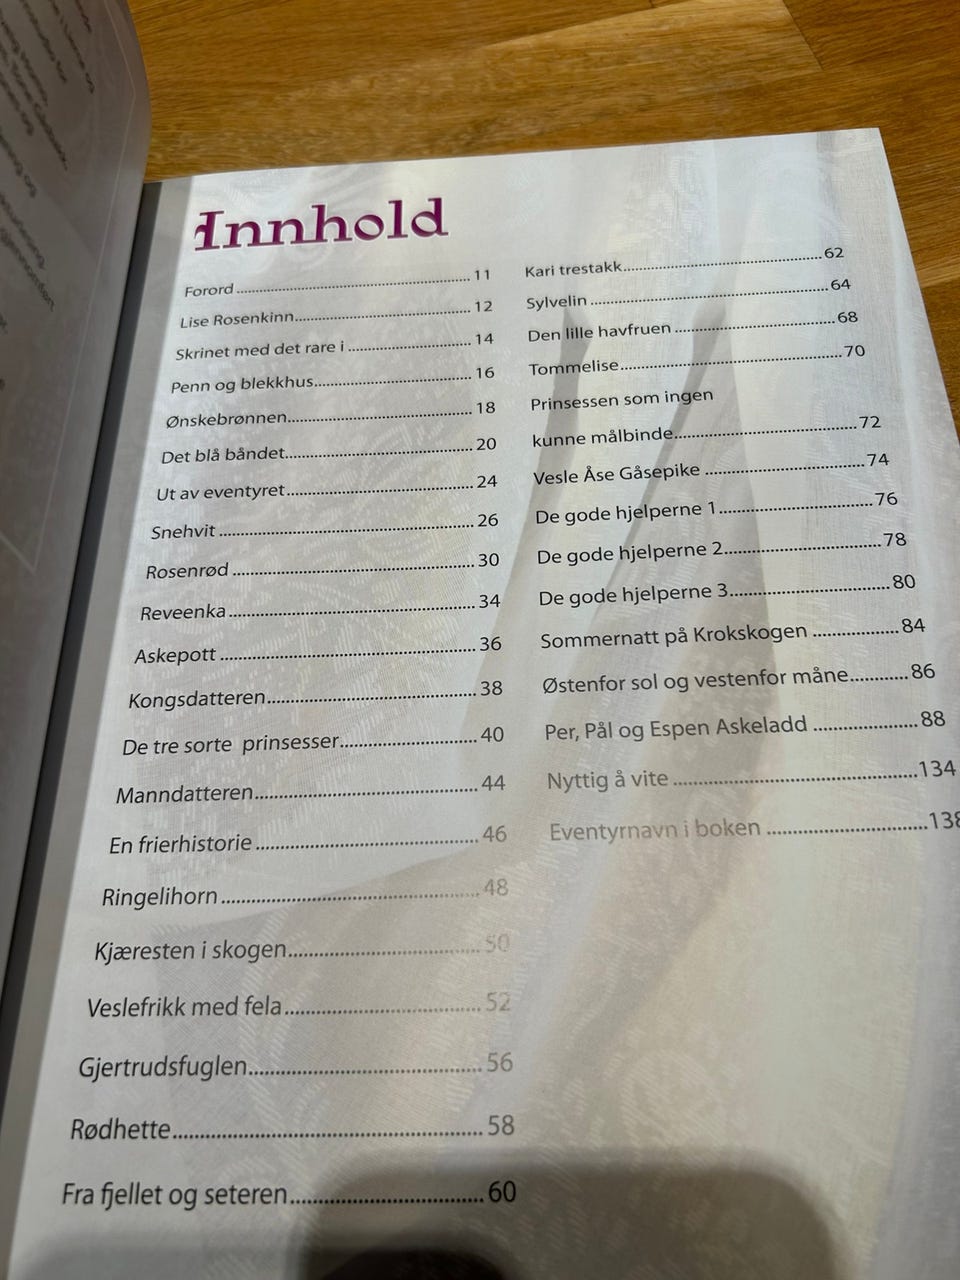 Innhold
Forord ........ 11
Lise Rosenkinn ........ 12
Skrinet med det rare i ........ 14
Penn og blekkhus ........ 16
Ønskebrønnen ........ 18
Det blå båndet ........ 20
Ut av eventyret ........ 24
Snehvit ........ 26
Rosenrød ........ 30
Reveenka ........ 34
Askepott ........ 36
Kongsdatteren ........ 38
De tre sorte prinsesser ........ 40
Manndatteren ........ 44
En frierhistorie ........ 46
Ringelihorn ........ 48
Kjæresten i skogen ........ 50
Veslefrikk med fela ........ 52
Gjertrudsfuglen ........ 56
Rødhette ........ 58
Fra fjellet og seteren ........ 60
Kari trestakk ........ 62
Sylvelin ........ 64
Den lille havfruen ........ 68
Tommelise ........ 70
Prinsessen som ingen
kunne målbinde ........ 72
Vesle Åse Gåsepike ........ 74
De gode hjelperne 1 ........ 76
De gode hjelperne 2 ........ 78
De gode hjelperne 3 ........ 80
Sommernatt på Krokskogen ........ 84
Østenfor sol og vestenfor måne ........ 86
Per, Pål og Espen Askeladd ........ 88
Nyttig å vite ........ 134
Eventyrnavn i boken ........ 138